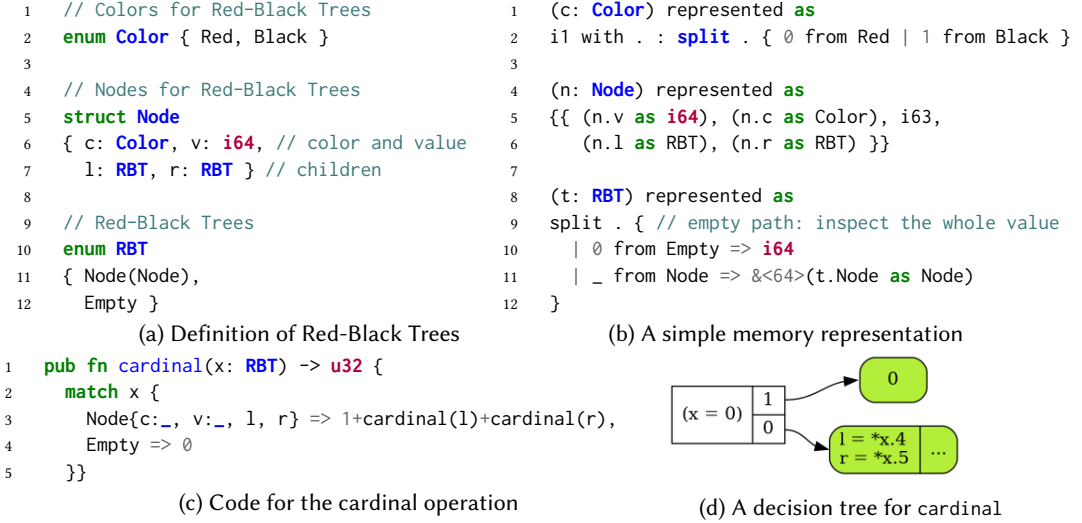 1 // Colors for Red-Black Trees
2 enum Color { Red, Black }
3
4 // Nodes for Red-Black Trees
5 struct Node
6 { c: Color, v: i64, // color and value
7 l: RBT, r: RBT } // children
8
9 // Red-Black Trees
10 enum RBT
11 { Node(Node),
12 Empty }
(a) Definition of Red-Black Trees
1 (c: Color) represented as
2 i1 with . : split . { 0 from Red | 1 from Black }
3
4 (n: Node) represented as
5 {{ (n.v as i64), (n.c as Color), i63,
6 (n.l as RBT), (n.r as RBT) }}
7
8 (t: RBT) represented as
9 split . { // empty path: inspect the whole value
10 | 0 from Empty => i64
11 | _ from Node => &<64>(t.Node as Node)
12 }
(b) A simple memory representation
1 pub fn cardinal(x: RBT) -> u32 {
2 match x {
3 Node{c:_, v:_, l, r} => 1+cardinal(l)+cardinal(r),
4 Empty => 0
5 }}
(c) Code for the cardinal operation
(x = 0)
1
0
0
l = *x.4
r = *x.5
...
(d) A decision tree for cardinal